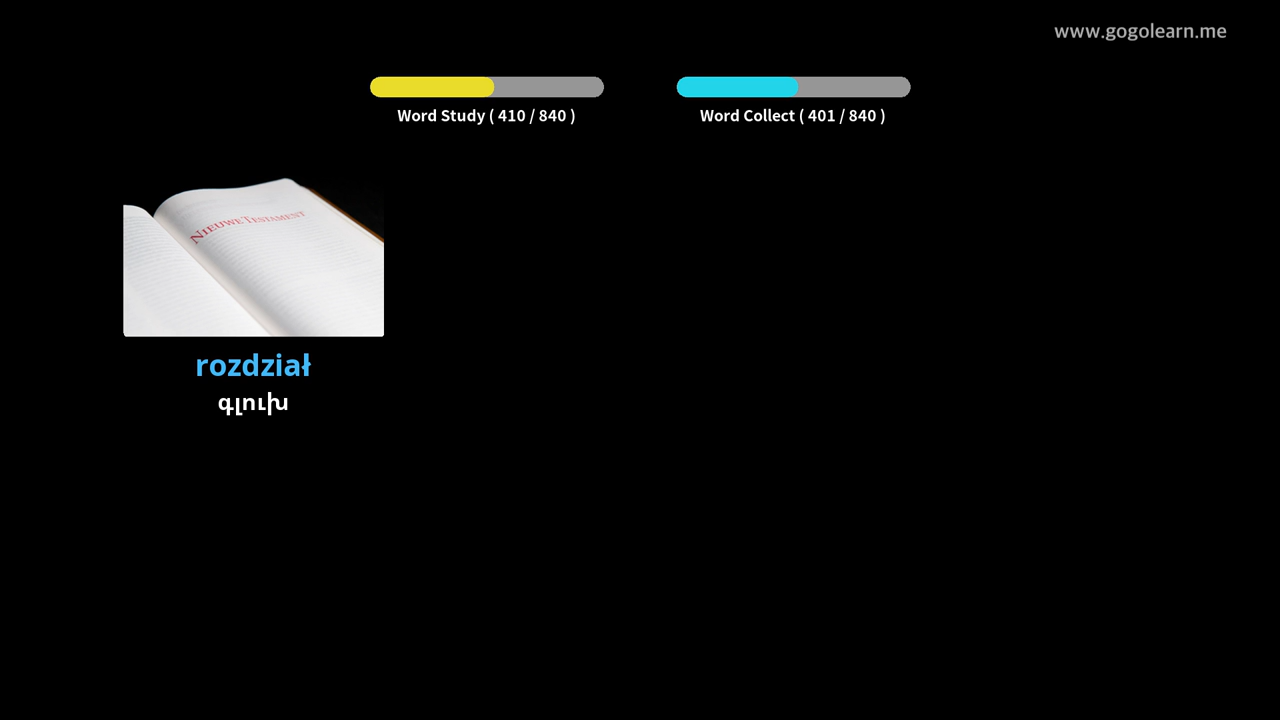 www.gogolearn.me
Word Study ( 410 / 840 )
Word Collect ( 401 / 840 )
NIEUWE TESTAMENT
rozdział
գլուխ